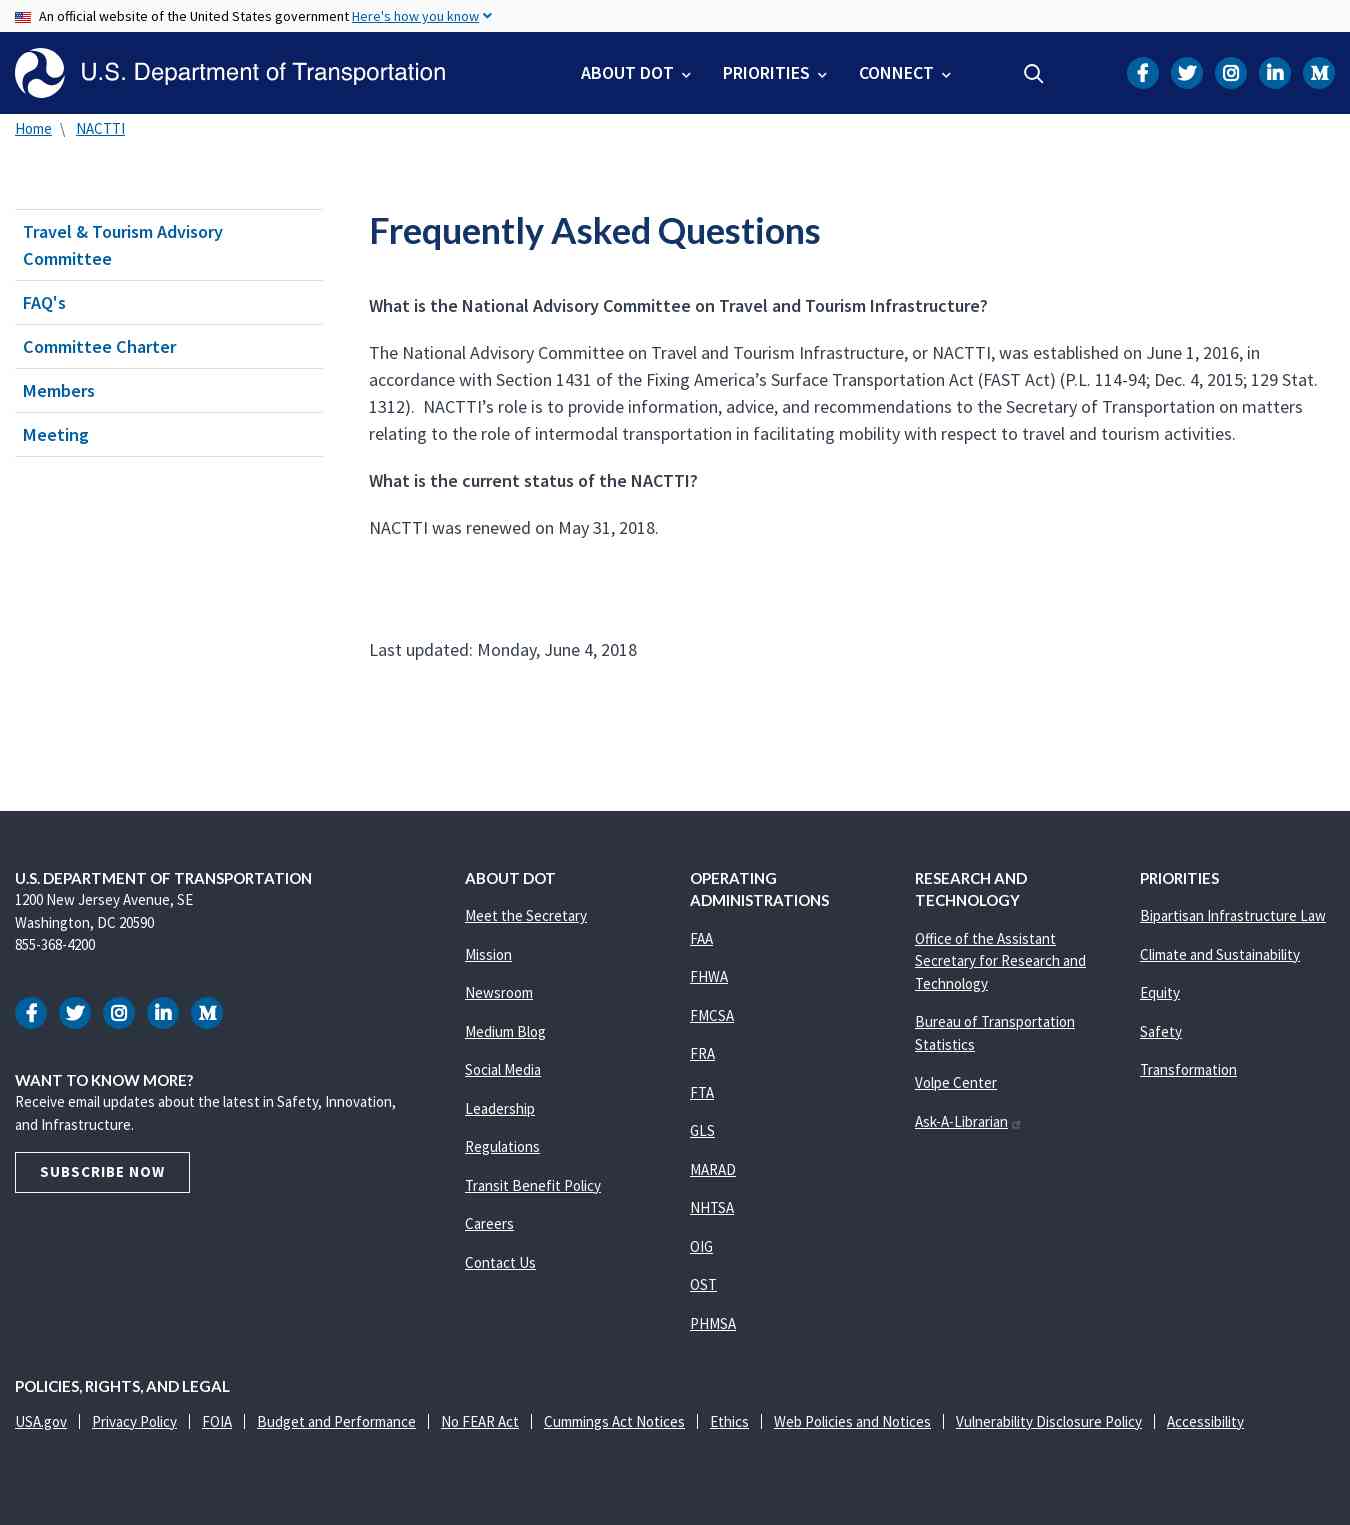 An official website of the United States government Here's how you know
U.S. Department of Transportation
ABOUT DOT
PRIORITIES
CONNECT
Home \ NACTTI
Travel & Tourism Advisory
Committee
FAQ's
Committee Charter
Members
Meeting
Frequently Asked Questions
What is the National Advisory Committee on Travel and Tourism Infrastructure?
The National Advisory Committee on Travel and Tourism Infrastructure, or NACTTI, was established on June 1, 2016, in
accordance with Section 1431 of the Fixing America’s Surface Transportation Act (FAST Act) (P.L. 114-94; Dec. 4, 2015; 129 Stat.
1312).  NACTTI’s role is to provide information, advice, and recommendations to the Secretary of Transportation on matters
relating to the role of intermodal transportation in facilitating mobility with respect to travel and tourism activities.
What is the current status of the NACTTI?
NACTTI was renewed on May 31, 2018.
Last updated: Monday, June 4, 2018
U.S. DEPARTMENT OF TRANSPORTATION
1200 New Jersey Avenue, SE
Washington, DC 20590
855-368-4200
WANT TO KNOW MORE?
Receive email updates about the latest in Safety, Innovation,
and Infrastructure.
SUBSCRIBE NOW
ABOUT DOT
Meet the Secretary
Mission
Newsroom
Medium Blog
Social Media
Leadership
Regulations
Transit Benefit Policy
Careers
Contact Us
OPERATING
ADMINISTRATIONS
FAA
FHWA
FMCSA
FRA
FTA
GLS
MARAD
NHTSA
OIG
OST
PHMSA
RESEARCH AND
TECHNOLOGY
Office of the Assistant
Secretary for Research and
Technology
Bureau of Transportation
Statistics
Volpe Center
Ask-A-Librarian
PRIORITIES
Bipartisan Infrastructure Law
Climate and Sustainability
Equity
Safety
Transformation
POLICIES, RIGHTS, AND LEGAL
USA.gov | Privacy Policy | FOIA | Budget and Performance | No FEAR Act | Cummings Act Notices | Ethics | Web Policies and Notices | Vulnerability Disclosure Policy | Accessibility